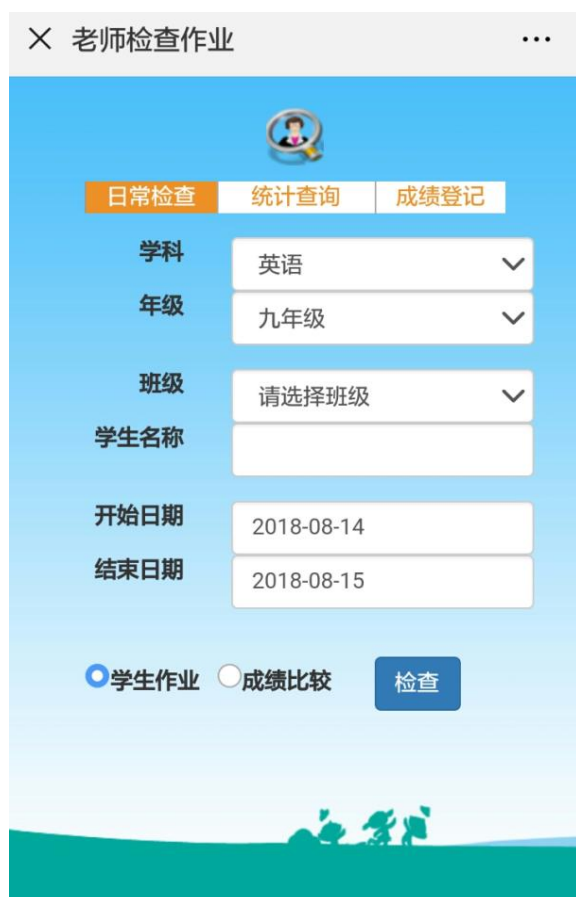 老师检查作业
日常检查 统计查询 成绩登记
学科 英语
年级 九年级
班级 请选择班级
学生名称
开始日期 2018-08-14
结束日期 2018-08-15
学生作业 成绩比较 检查